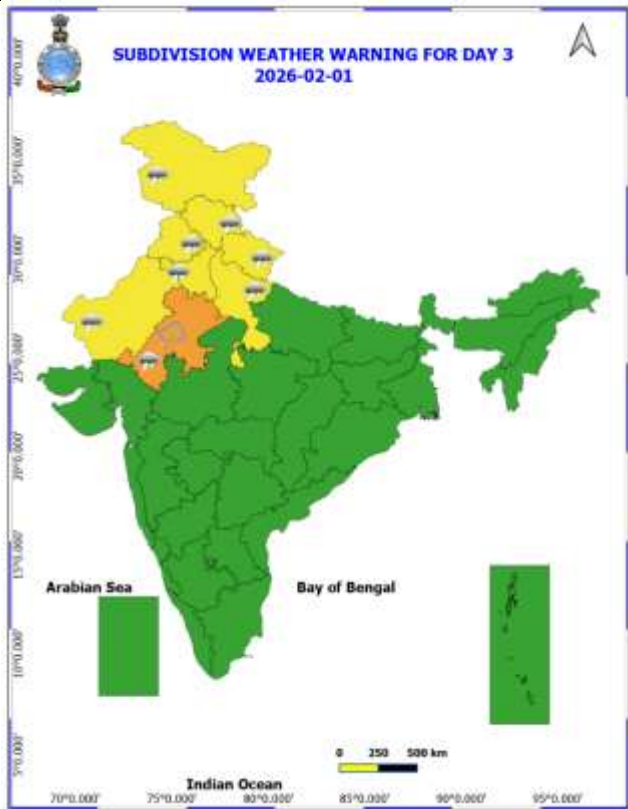 SUBDIVISION WEATHER WARNING FOR DAY 3
2026-02-01
40°0.000'
35°0.000'
30°0.000'
25°0.000'
20°0.000'
15°0.000'
10°0.000'
5°0.000'
Arabian Sea
Bay of Bengal
0 250 500 km
Indian Ocean
70°0.000' 75°0.000' 80°0.000' 85°0.000' 90°0.000' 95°0.000'